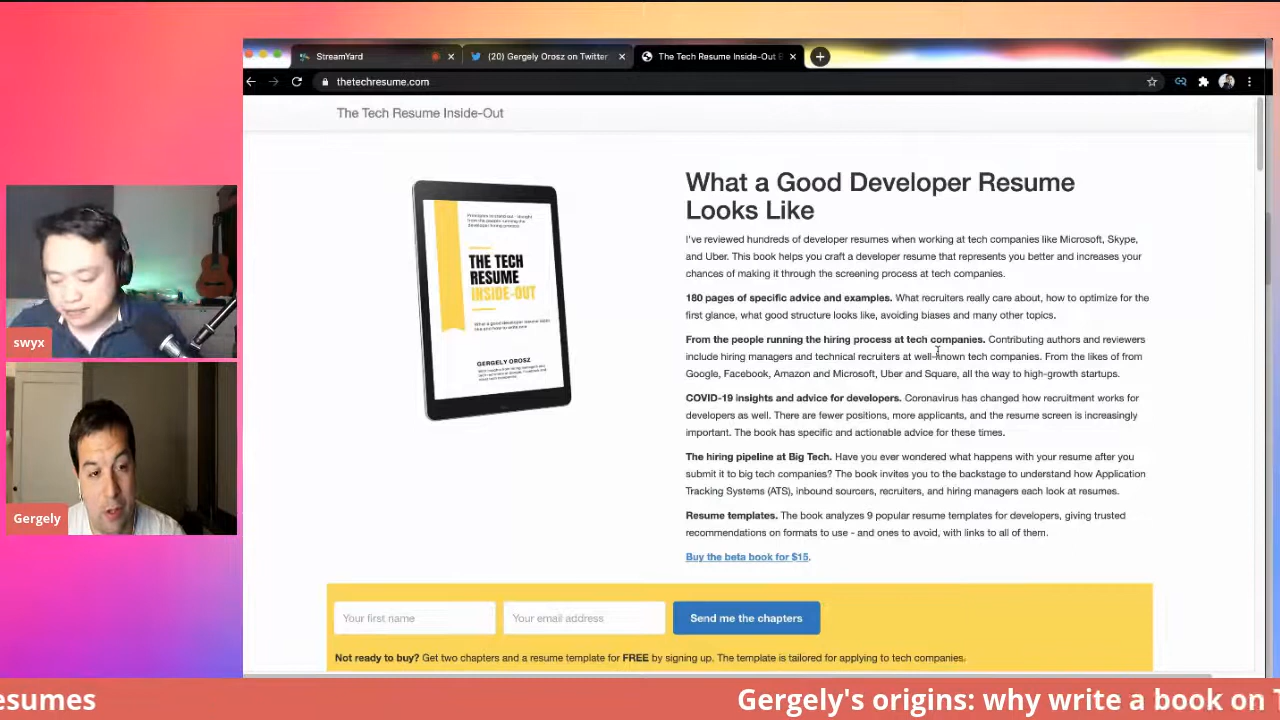 StreamYard
(20) Gergely Orosz on Twitter
The Tech Resume Inside-Out B
thetechresume.com
The Tech Resume Inside-Out
THE TECH
RESUME
INSIDE-OUT
GERGELY OROSZ
What a Good Developer Resume
Looks Like
I've reviewed hundreds of developer resumes when working at tech companies like Microsoft, Skype,
and Uber. This book helps you craft a developer resume that represents you better and increases your
chances of making it through the screening process at tech companies.
180 pages of specific advice and examples. What recruiters really care about, how to optimize for the
first glance, what good structure looks like, avoiding biases and many other topics.
From the people running the hiring process at tech companies. Contributing authors and reviewers
include hiring managers and technical recruiters at well-known tech companies. From the likes of from
Google, Facebook, Amazon and Microsoft, Uber and Square, all the way to high-growth startups.
COVID-19 insights and advice for developers. Coronavirus has changed how recruitment works for
developers as well. There are fewer positions, more applicants, and the resume screen is increasingly
important. The book has specific and actionable advice for these times.
The hiring pipeline at Big Tech. Have you ever wondered what happens with your resume after you
submit it to big tech companies? The book invites you to the backstage to understand how Application
Tracking Systems (ATS), inbound sourcers, recruiters, and hiring managers each look at resumes.
Resume templates. The book analyzes 9 popular resume templates for developers, giving trusted
recommendations on formats to use - and ones to avoid, with links to all of them.
Buy the beta book for $15.
Your first name
Your email address
Send me the chapters
Not ready to buy? Get two chapters and a resume template for FREE by signing up. The template is tailored for applying to tech companies.
swyx
Gergely
esumes
Gergely's origins: why write a book on T